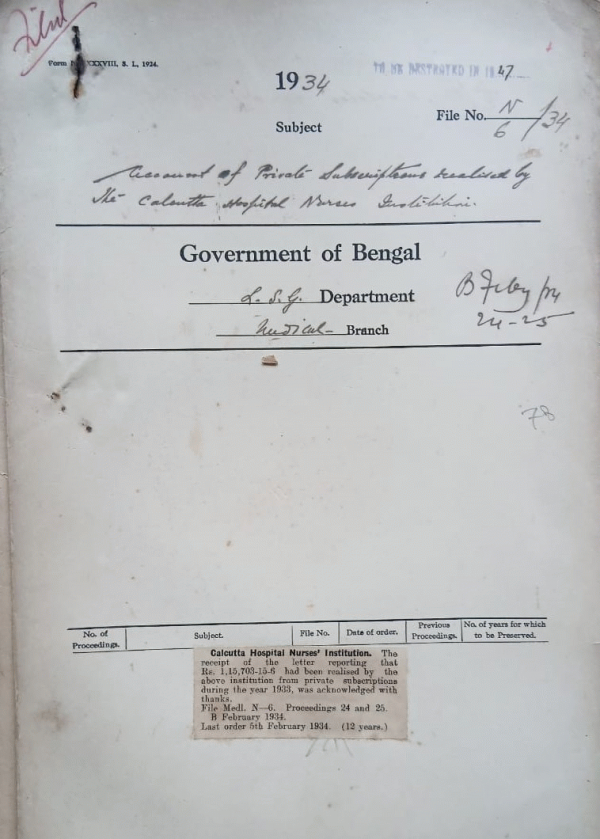 Filed
Form No. XXXVIII, S. L., 1924.
TO BE DESTROYED IN 1947
1934
File No. N/6/34
Subject
Account of Private Subscriptions realised by
the Calcutta Hospital Nurses Institution.
Government of Bengal
L. S. G. Department
Medical Branch
B Feby/34
24-25
78
No. of Proceedings. Subject. File No. Date of order. Previous Proceedings. No. of years for which to be Preserved.
Calcutta Hospital Nurses' Institution. The
receipt of the letter reporting that
Rs. 1,15,703-15-6 had been realised by the
above institution from private subscriptions
during the year 1933, was acknowledged with
thanks.
File Medl. N—6. Proceedings 24 and 25.
B February 1934.
Last order 5th February 1934. (12 years.)